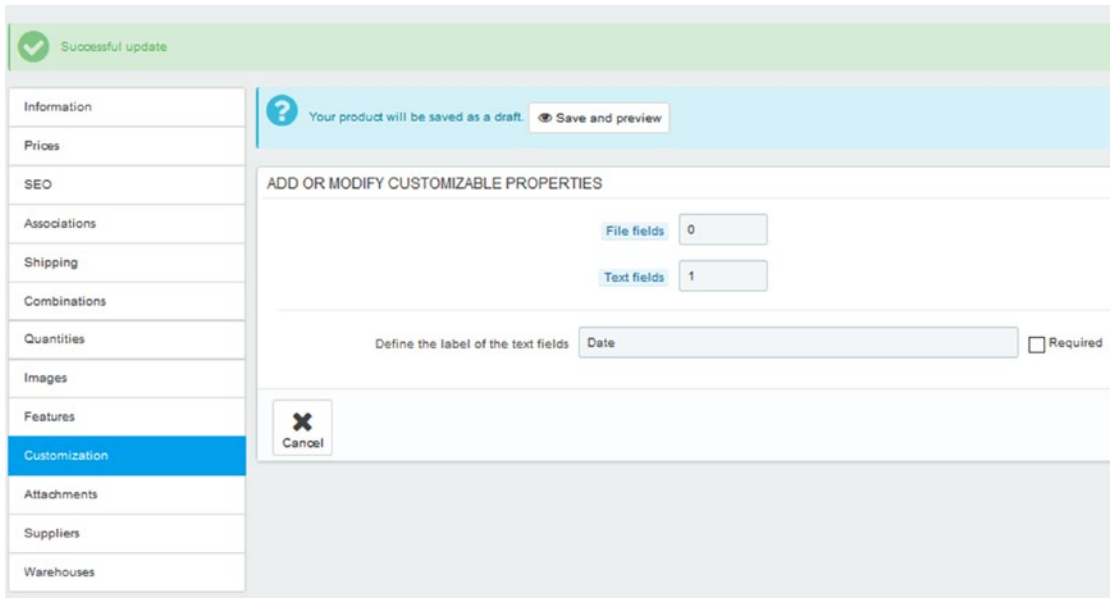 Successful update
Information
Prices
SEO
Associations
Shipping
Combinations
Quantities
Images
Features
Customization
Attachments
Suppliers
Warehouses
Your product will be saved as a draft. Save and preview
ADD OR MODIFY CUSTOMIZABLE PROPERTIES
File fields 0
Text fields 1
Define the label of the text fields Date Required
Cancel